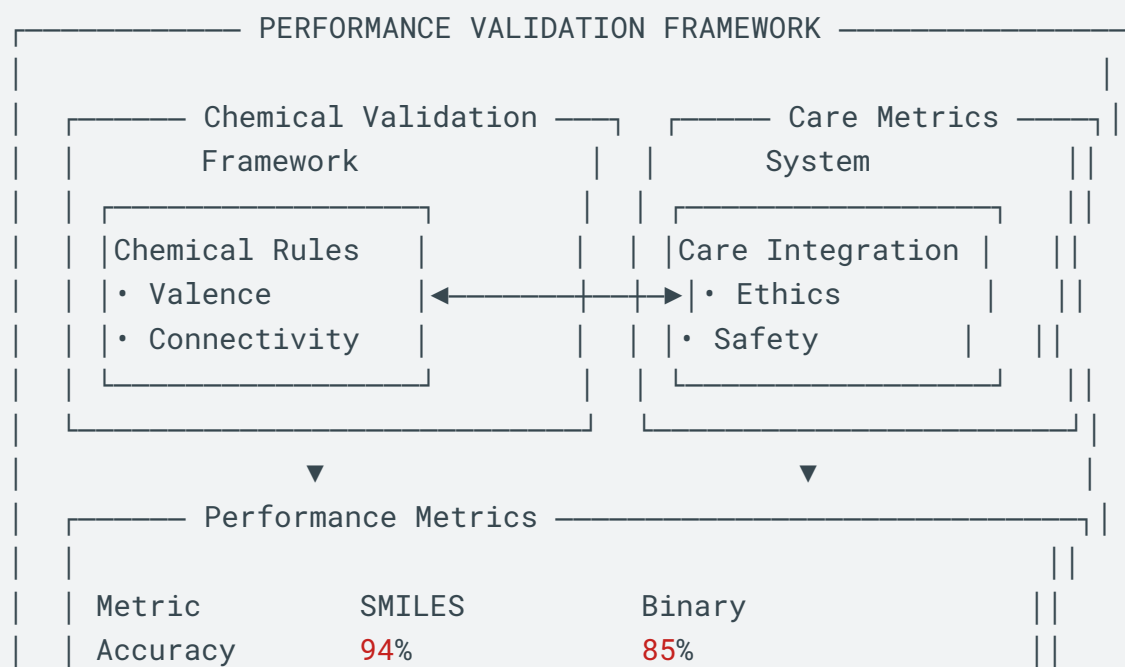 PERFORMANCE VALIDATION FRAMEWORK
Chemical Validation Care Metrics
Framework System
Chemical Rules Care Integration
• Valence • Ethics
• Connectivity • Safety
Performance Metrics
Metric SMILES Binary
Accuracy 94% 85%